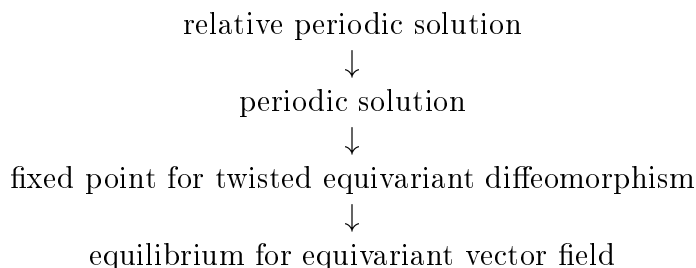 relative periodic solution
↓
periodic solution
↓
fixed point for twisted equivariant diffeomorphism
↓
equilibrium for equivariant vector field